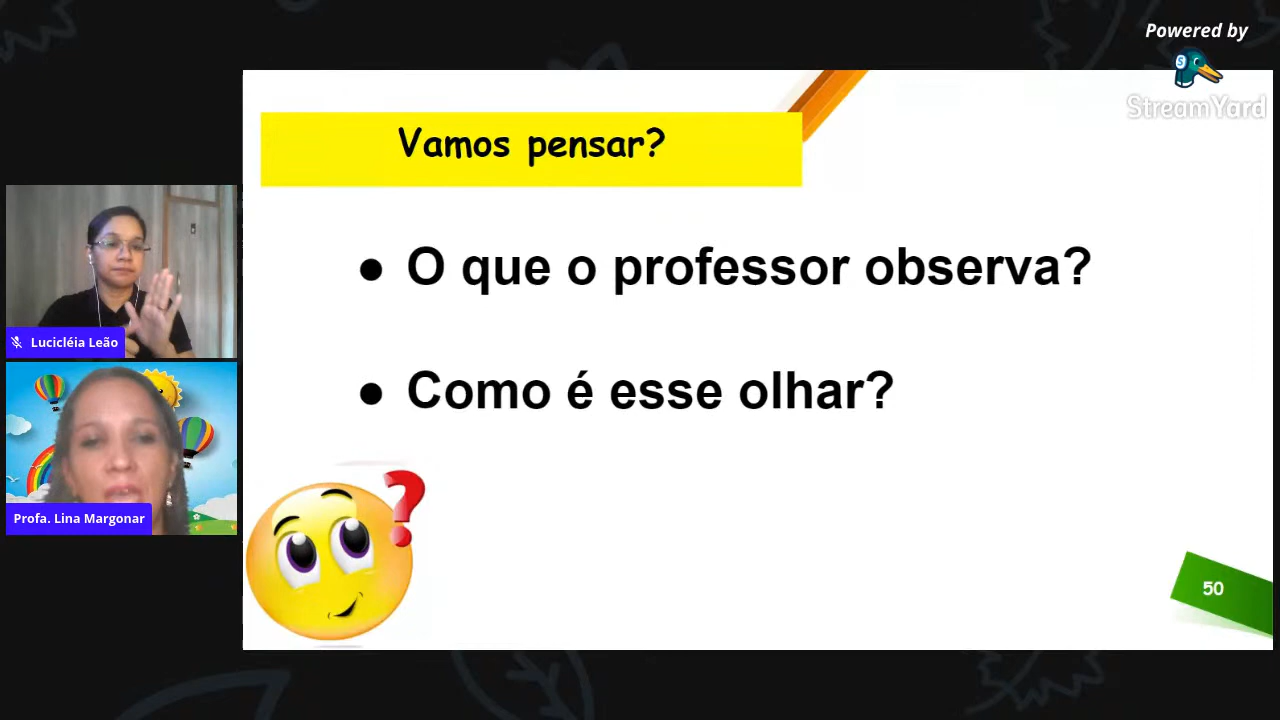 Powered by
StreamYard
Vamos pensar?
● O que o professor observa?
● Como é esse olhar?
Lucicléia Leão
Profa. Lina Margonar
50